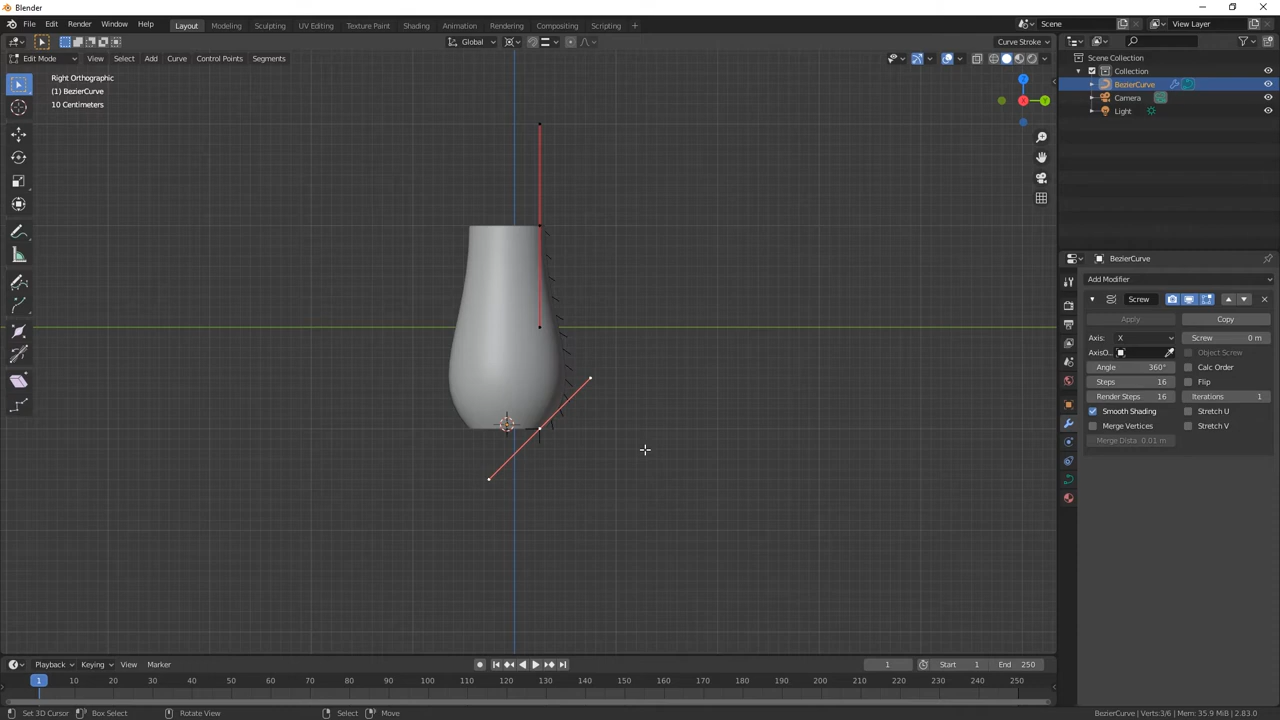 Blender
File Edit Render Window Help Layout Modeling Sculpting UV Editing Texture Paint Shading Animation Rendering Compositing Scripting + Scene View Layer
Global Curve Stroke
Edit Mode View Select Add Curve Control Points Segments
Right Orthographic
(1) BezierCurve
10 Centimeters
Z
X
Y
Scene Collection
Collection
BezierCurve
Camera
Light
BezierCurve
Add Modifier
Screw
Apply Copy
Axis: X Screw 0 m
AxisO... Object Screw
Angle 360° Calc Order
Steps 16 Flip
Render Steps 16 Iterations 1
Smooth Shading Stretch U
Merge Vertices Stretch V
Merge Dista 0.01 m
Playback Keying View Marker 1 Start 1 End 250
1 10 20 30 40 50 60 70 80 90 100 110 120 130 140 150 160 170 180 190 200 210 220 230 240 250
Set 3D Cursor Box Select Rotate View Select Move BezierCurve | Verts:3/6 | Mem: 35.9 MiB | 2.83.0